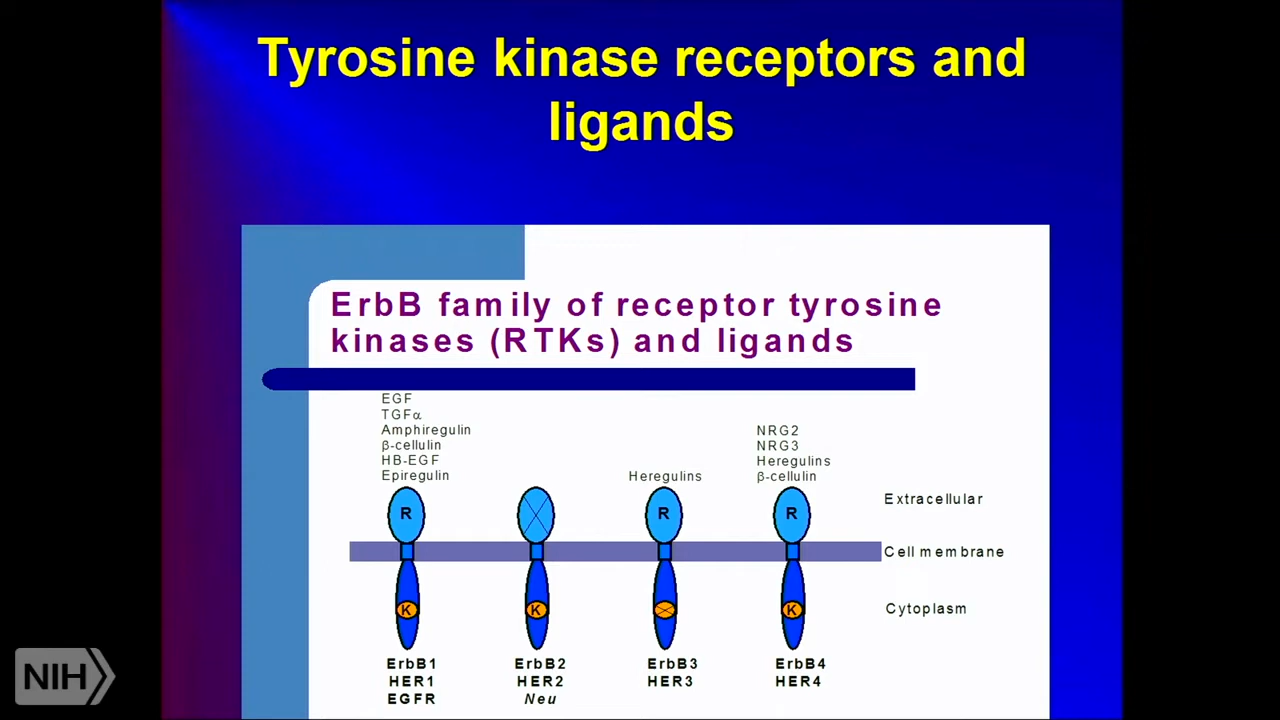 Tyrosine kinase receptors and
ligands
ErbB family of receptor tyrosine
kinases (RTKs) and ligands
EGF
TGFα
Amphiregulin
β-cellulin
HB-EGF
Epiregulin
Heregulins
NRG2
NRG3
Heregulins
β-cellulin
R
R
R
Extracellular
Cell membrane
K
K
K
Cytoplasm
ErbB1
HER1
EGFR
ErbB2
HER2
Neu
ErbB3
HER3
ErbB4
HER4
NIH